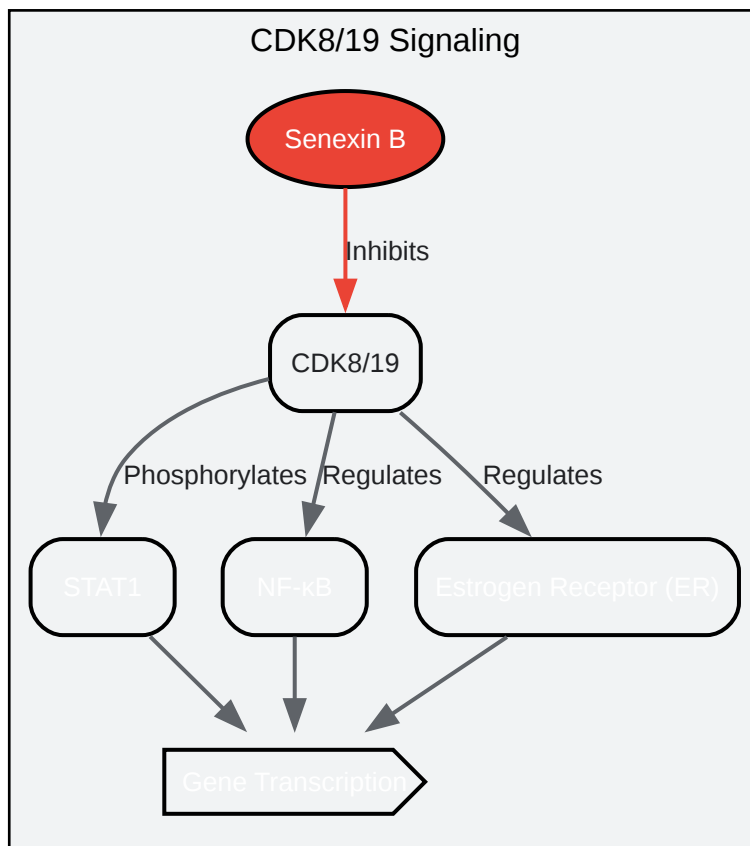 CDK8/19 Signaling
Senexin B
Inhibits
CDK8/19
Phosphorylates
Regulates
Regulates
STAT1
NF-κB
Estrogen Receptor (ER)
Gene Transcription